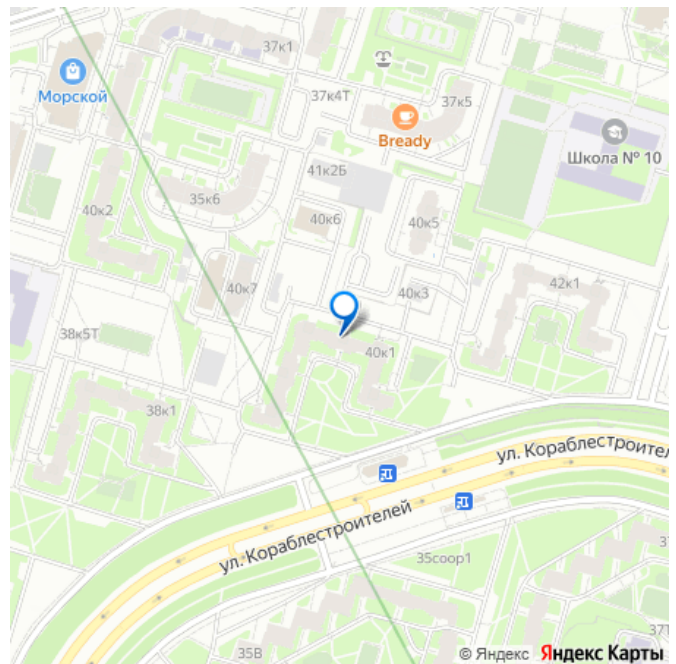 37к1
Морской
37к4Т
37к5
Bready
Школа № 10
41к2Б
35к6
40к2
40к6
40к5
40к7
40к3
42к1
38к5Т
40к1
38к1
ул. Кораблестроител
ул. Кораблестроителей
35соор1
37
35В
37Т
© Яндекс Яндекс Карты